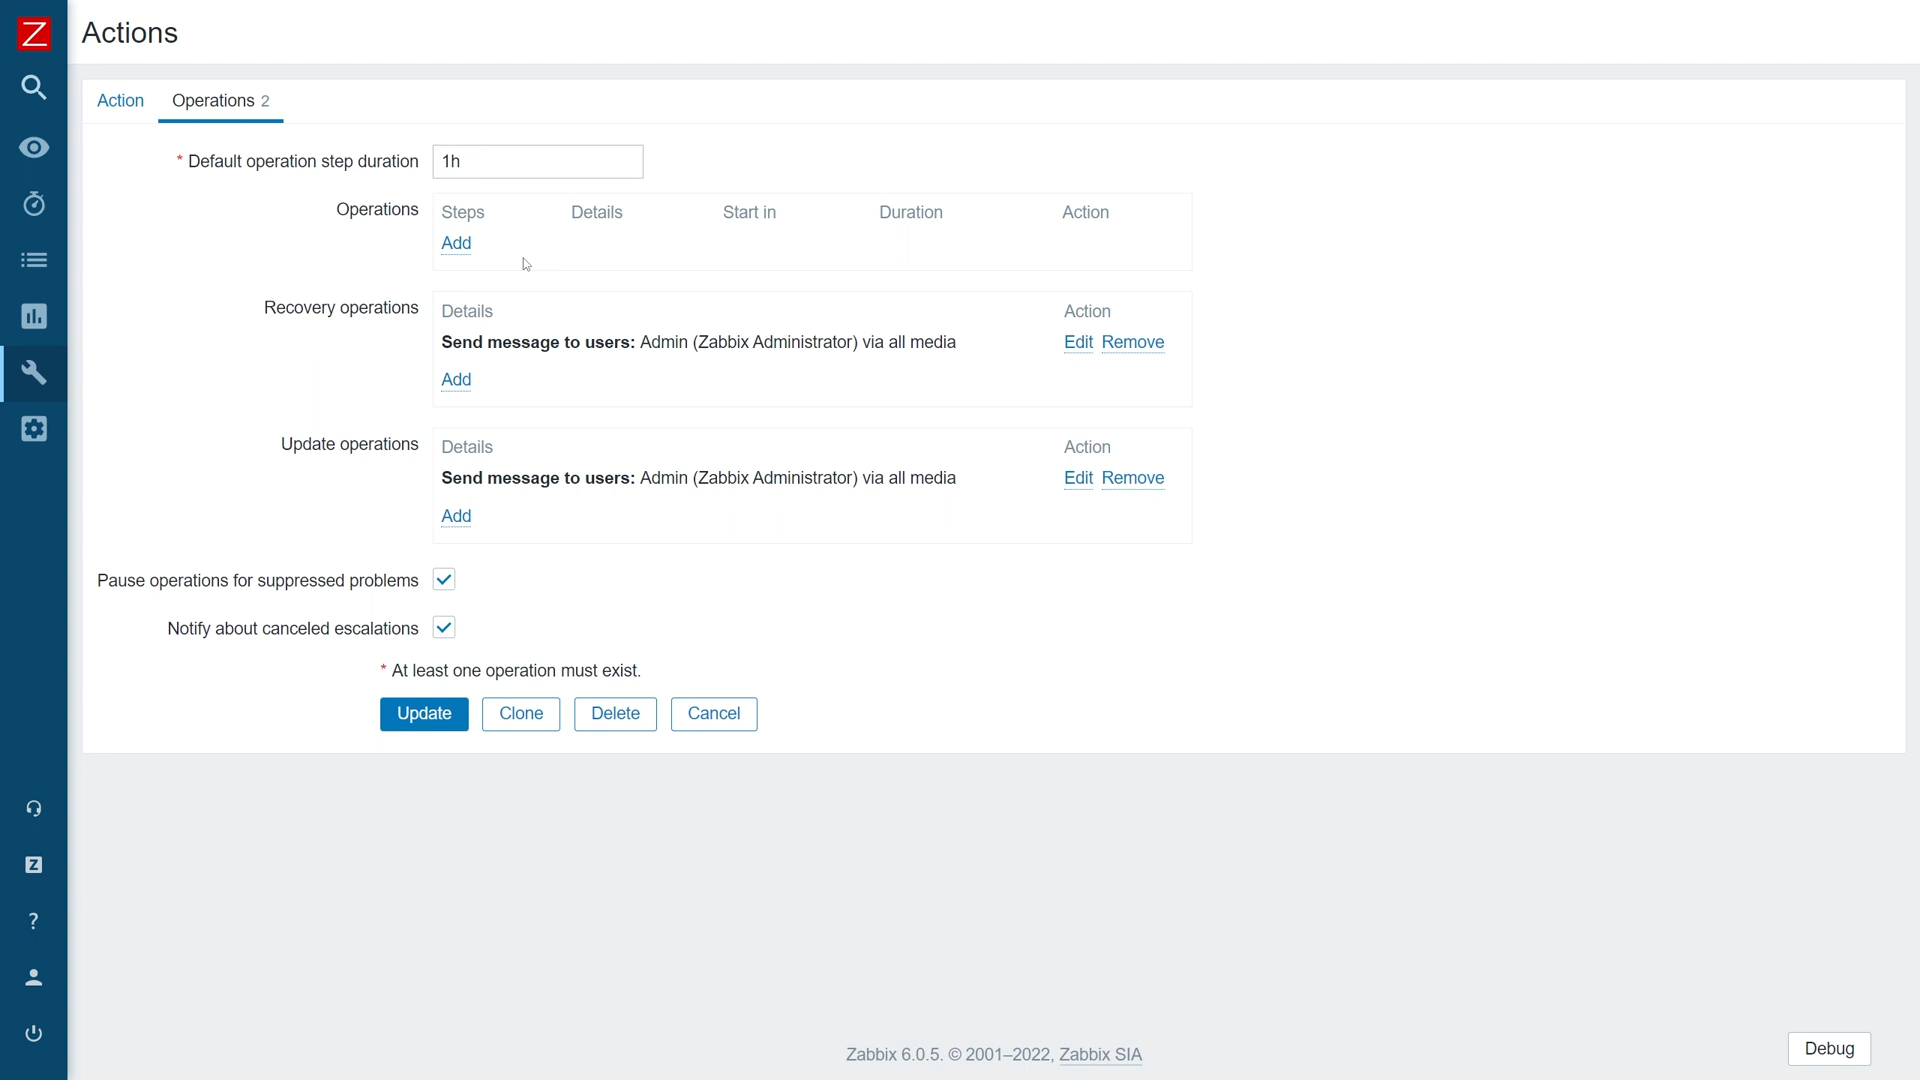 Z
Actions
Action Operations 2
* Default operation step duration 1h
Operations Steps Details Start in Duration Action
Add
Recovery operations Details Action
Send message to users: Admin (Zabbix Administrator) via all media Edit Remove
Add
Update operations Details Action
Send message to users: Admin (Zabbix Administrator) via all media Edit Remove
Add
Pause operations for suppressed problems
Notify about canceled escalations
* At least one operation must exist.
Update Clone Delete Cancel
Z
?
Zabbix 6.0.5. © 2001–2022, Zabbix SIA
Debug